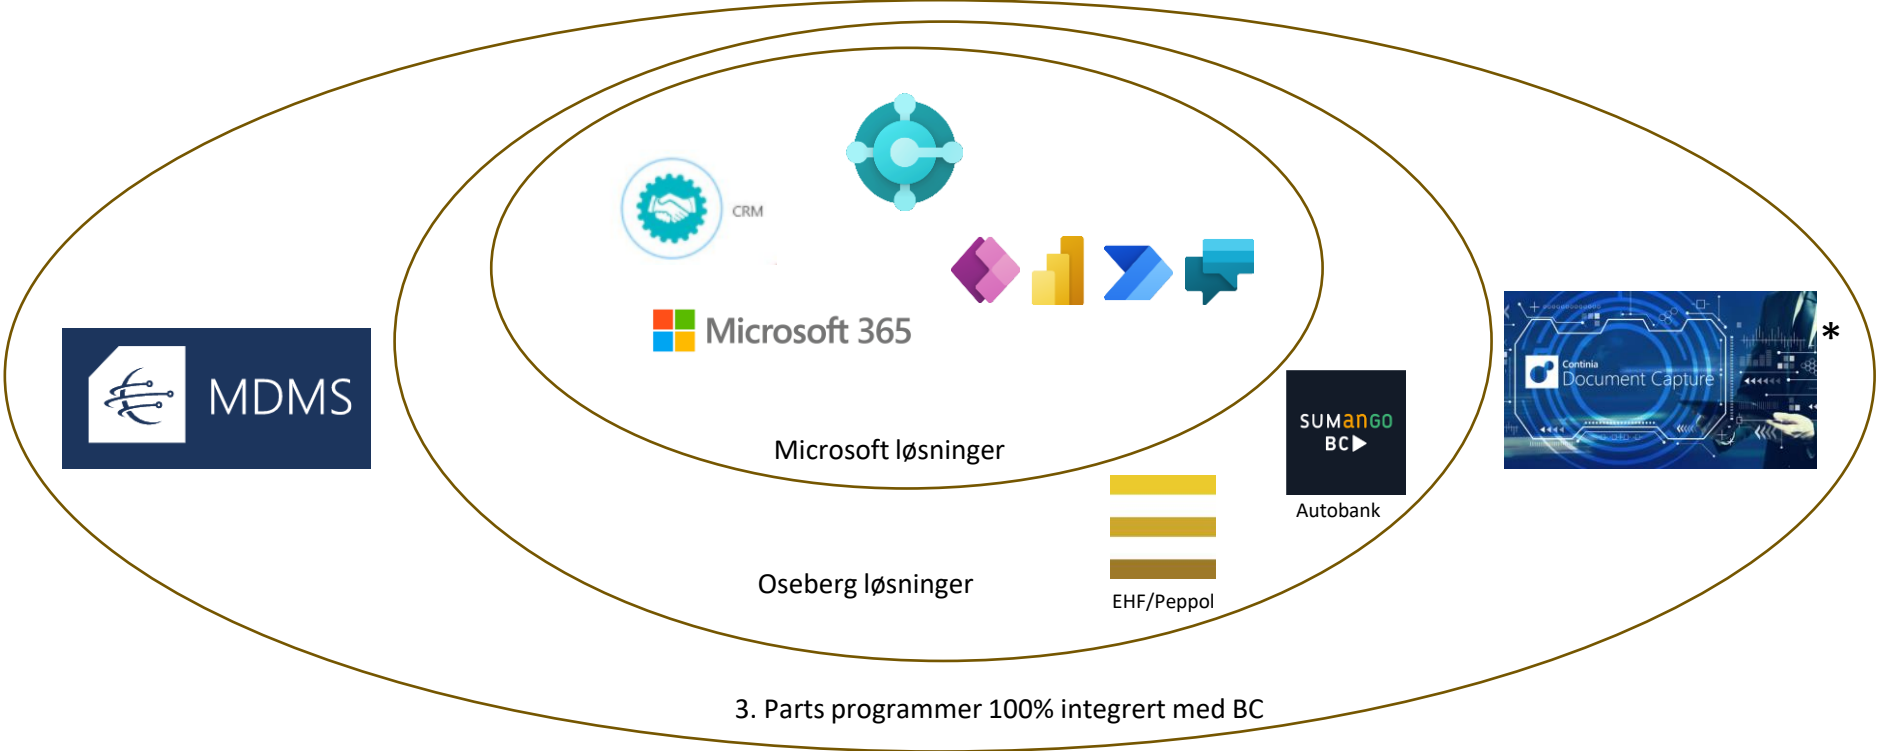 CRM
Microsoft 365
MDMS
Continia
Document Capture
*
SUMANGO
BC
Autobank
Microsoft løsninger
Oseberg løsninger
EHF/Peppol
3. Parts programmer 100% integrert med BC